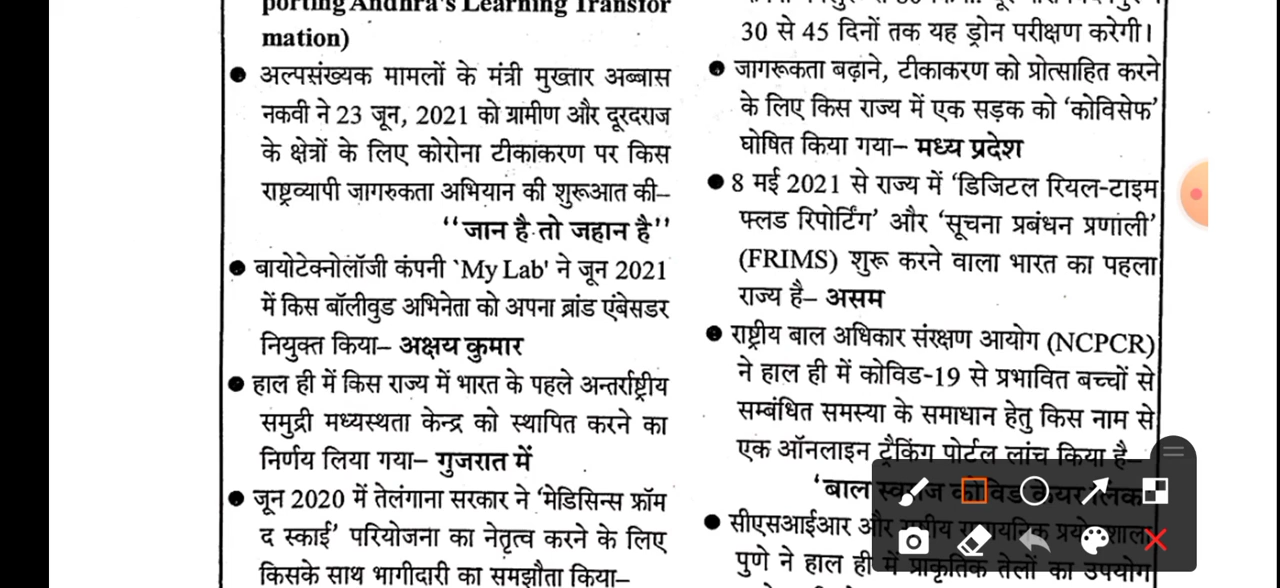 porting Andhra's Learning Transfor
mation)
● अल्पसंख्यक मामलों के मंत्री मुख्तार अब्बास
नकवी ने 23 जून, 2021 को ग्रामीण और दूरदराज
के क्षेत्रों के लिए कोरोना टीकाकरण पर किस
राष्ट्रव्यापी जागरुकता अभियान की शुरूआत की–
‘‘जान है तो जहान है’’
● बायोटेक्नोलॉजी कंपनी `My Lab' ने जून 2021
में किस बॉलीवुड अभिनेता को अपना ब्रांड एंबेसडर
नियुक्त किया– अक्षय कुमार
● हाल ही में किस राज्य में भारत के पहले अन्तर्राष्ट्रीय
समुद्री मध्यस्थता केन्द्र को स्थापित करने का
निर्णय लिया गया– गुजरात में
● जून 2020 में तेलंगाना सरकार ने ‘मेडिसिन्स फ्रॉम
द स्काई’ परियोजना का नेतृत्व करने के लिए
किसके साथ भागीदारी का समझौता किया–
30 से 45 दिनों तक यह ड्रोन परीक्षण करेगी।
● जागरूकता बढ़ाने, टीकाकरण को प्रोत्साहित करने
के लिए किस राज्य में एक सड़क को ‘कोविसेफ’
घोषित किया गया– मध्य प्रदेश
● 8 मई 2021 से राज्य में ‘डिजिटल रियल-टाइम
फ्लड रिपोर्टिंग’ और ‘सूचना प्रबंधन प्रणाली’
(FRIMS) शुरू करने वाला भारत का पहला
राज्य है– असम
● राष्ट्रीय बाल अधिकार संरक्षण आयोग (NCPCR)
ने हाल ही में कोविड-19 से प्रभावित बच्चों से
सम्बंधित समस्या के समाधान हेतु किस नाम से
एक ऑनलाइन ट्रैकिंग पोर्टल लांच किया है–
‘बाल स्वराज कोविड केयर लिंक
● सीएसआईआर और
पुणे ने हाल ही में प्राकृतिक तेलों का उपयोग